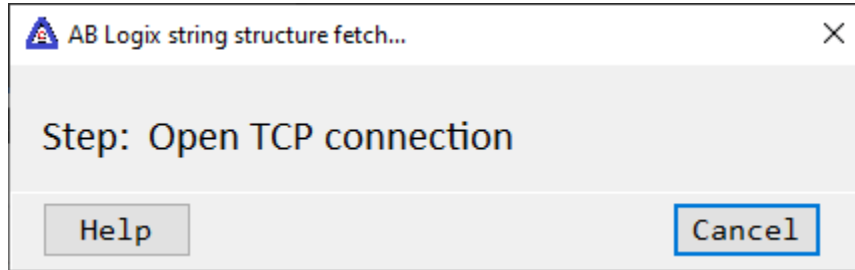 AB Logix string structure fetch...
Step: Open TCP connection
Help
Cancel